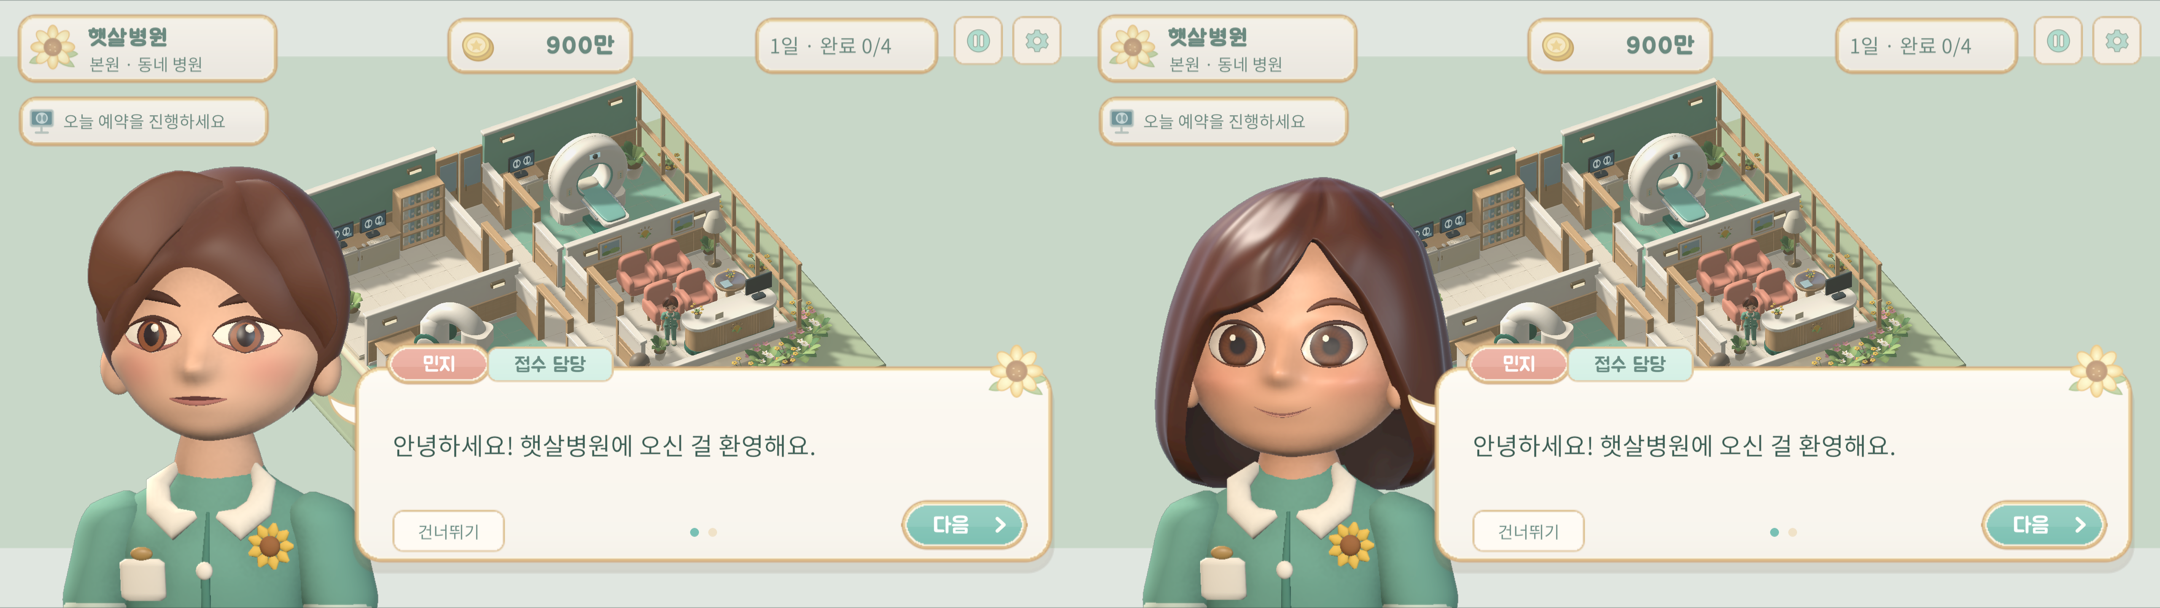 햇살병원
본원 · 동네 병원
900만
1일 · 완료 0/4
오늘 예약을 진행하세요
민지
접수 담당
안녕하세요! 햇살병원에 오신 걸 환영해요.
건너뛰기
다음
햇살병원
본원 · 동네 병원
900만
1일 · 완료 0/4
오늘 예약을 진행하세요
민지
접수 담당
안녕하세요! 햇살병원에 오신 걸 환영해요.
건너뛰기
다음